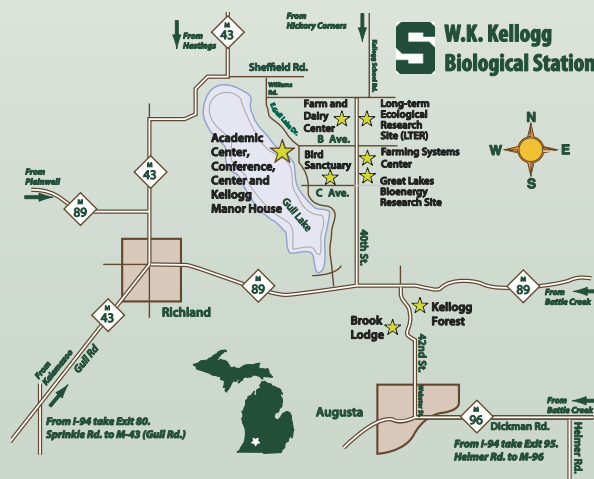 S
W.K. Kellogg
Biological Station
From
Hickory Corners
M
43
From
Hastings
Kellogg School Rd.
Sheffield Rd.
Williams
Rd.
E. Gull Lake Dr.
Farm and
Dairy
Center
B Ave.
Long-term
Ecological
Research
Site (LTER)
Academic
Center,
Conference,
Center and
Kellogg
Manor House
Bird
Sanctuary
C Ave.
Farming Systems
Center
Great Lakes
Bioenergy
Research Site
N
W
E
S
M
43
From
Plainwell
M
89
Gull Lake
40th St.
M
89
M
89
From
Battle Creek
Richland
M
43
Kellogg
Forest
Brook
Lodge
42nd St.
From
Kalamazoo
Gull Rd
Webster St.
Augusta
M
96
From
Battle Creek
Dickman Rd.
Helmer Rd.
From I-94 take Exit 80.
Sprinkle Rd. to M-43 (Gull Rd.)
From I-94 take Exit 95.
Helmer Rd. to M-96